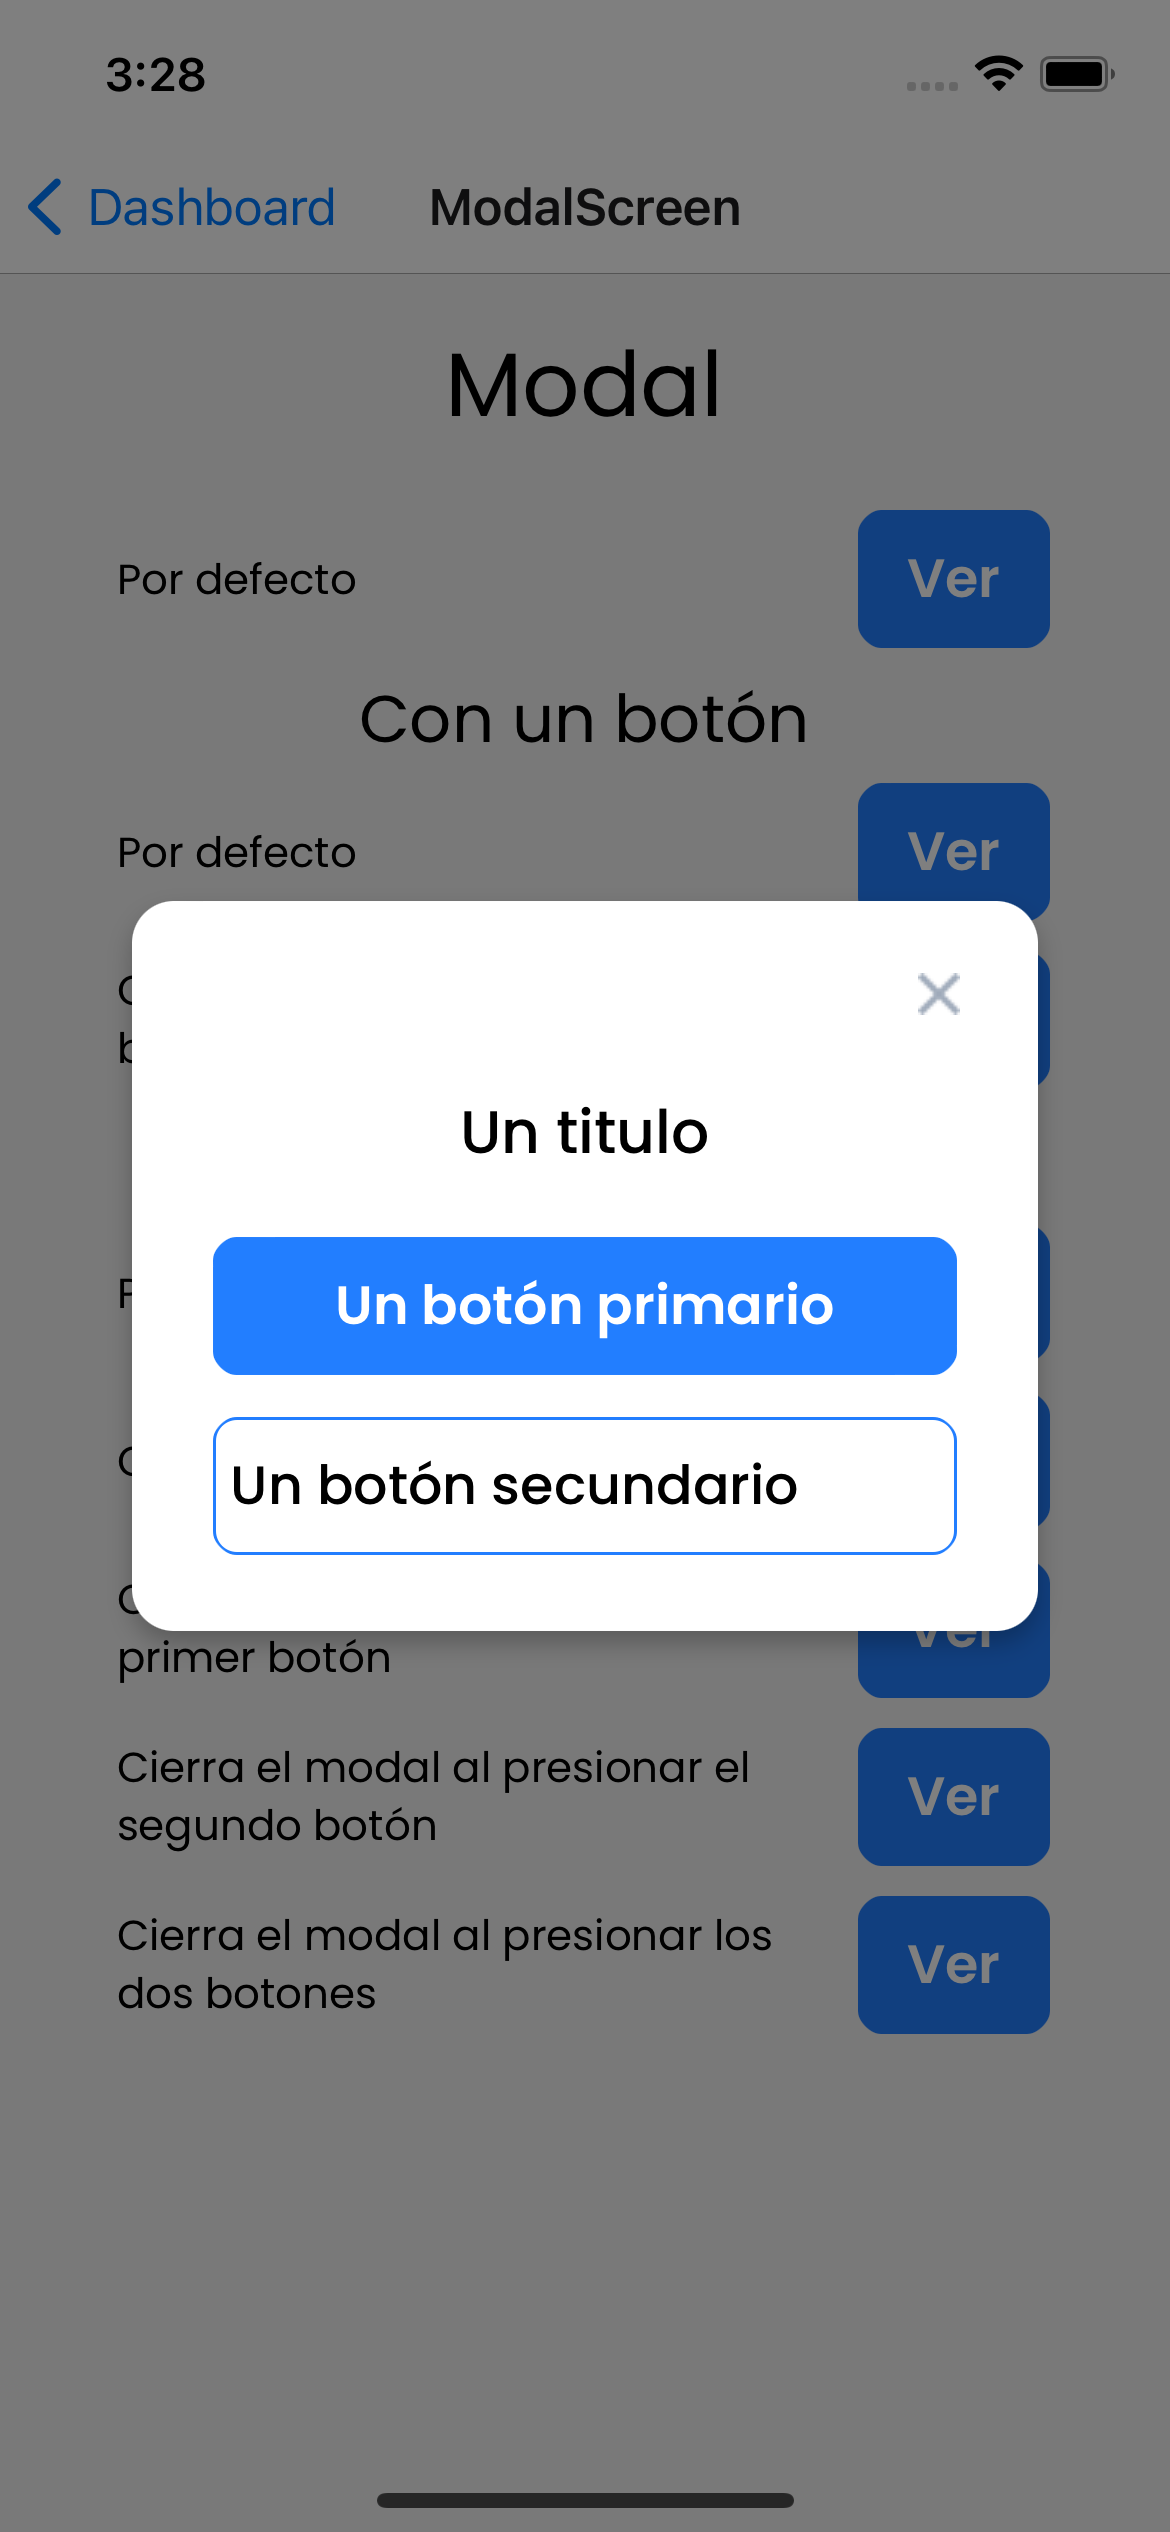 3:28
Dashboard
ModalScreen
Modal
Por defecto
Ver
Con un botón
Por defecto
Ver
Un titulo
Un botón primario
Un botón secundario
primer botón
Ver
Cierra el modal al presionar el
segundo botón
Ver
Cierra el modal al presionar los
dos botones
Ver